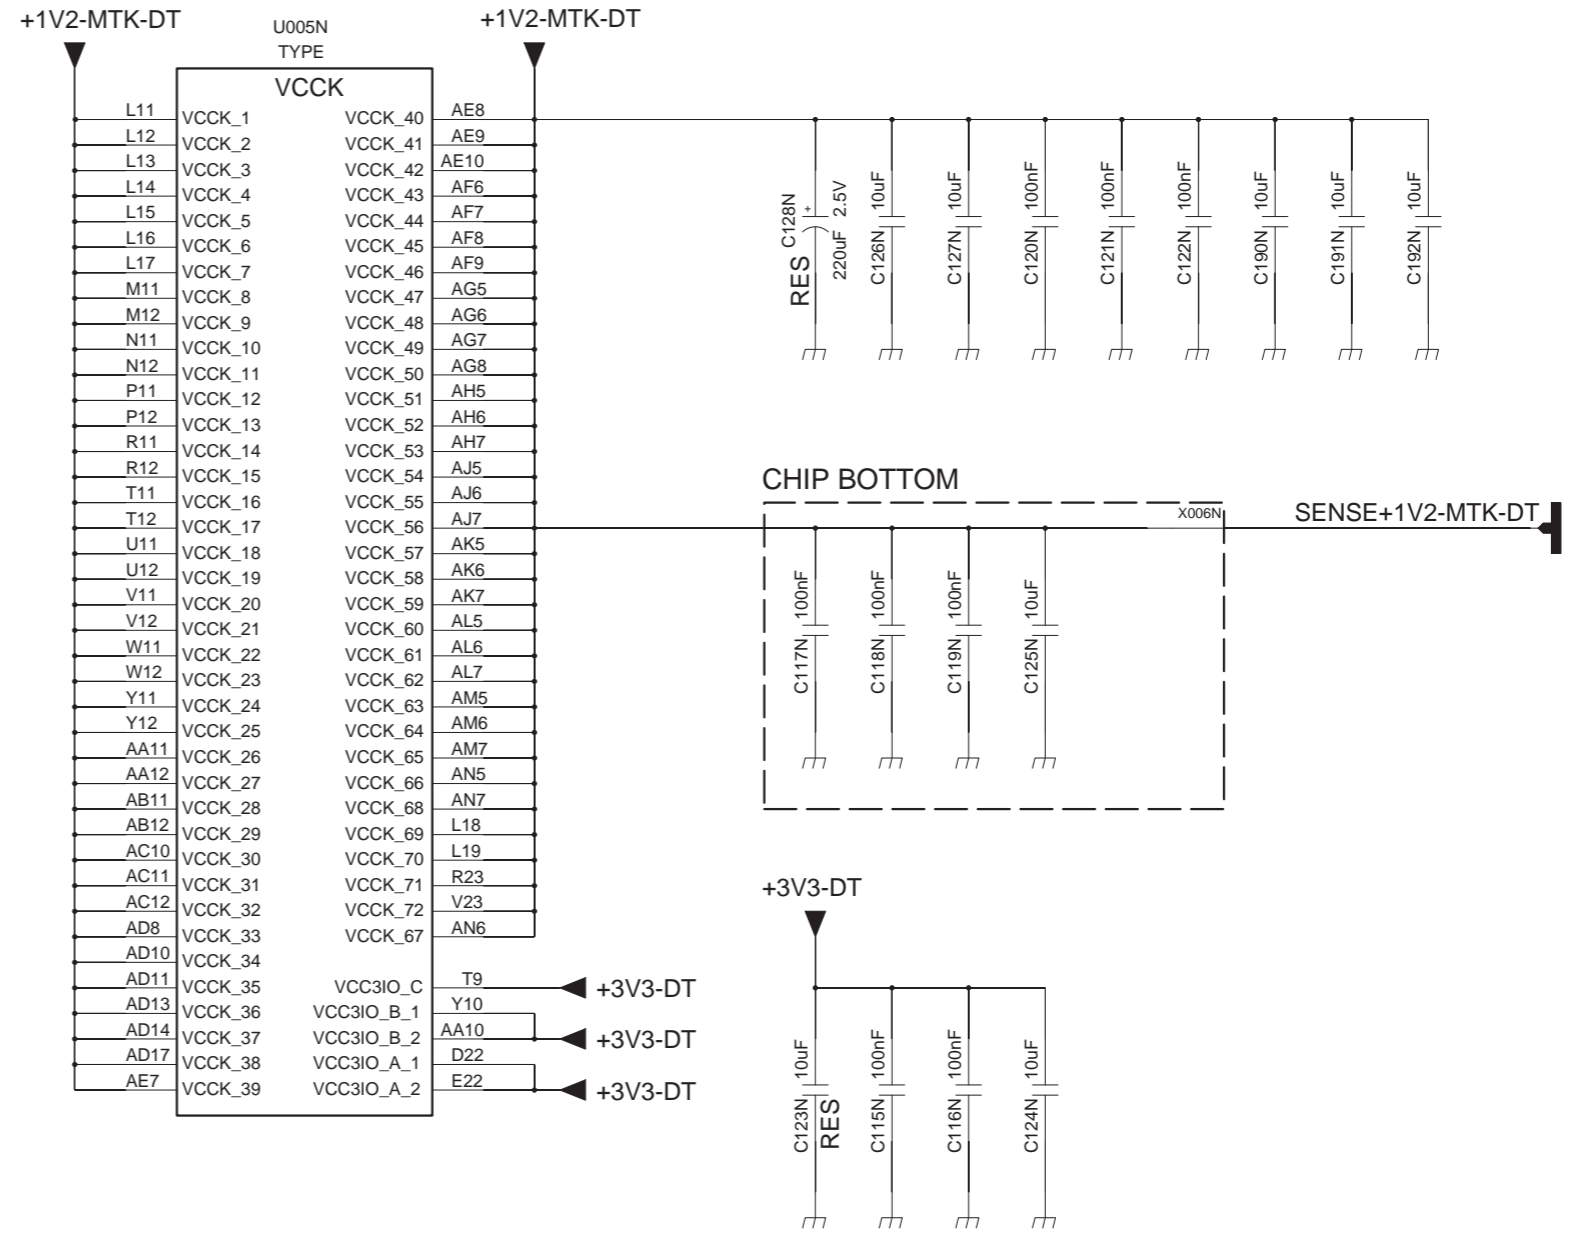 +1V2-MTK-DT
U005N
TYPE
+1V2-MTK-DT
VCCK
L11 VCCK_1 VCCK_40 AE8
L12 VCCK_2 VCCK_41 AE9
L13 VCCK_3 VCCK_42 AE10
L14 VCCK_4 VCCK_43 AF6
L15 VCCK_5 VCCK_44 AF7
L16 VCCK_6 VCCK_45 AF8
L17 VCCK_7 VCCK_46 AF9
M11 VCCK_8 VCCK_47 AG5
M12 VCCK_9 VCCK_48 AG6
N11 VCCK_10 VCCK_49 AG7
N12 VCCK_11 VCCK_50 AG8
P11 VCCK_12 VCCK_51 AH5
P12 VCCK_13 VCCK_52 AH6
R11 VCCK_14 VCCK_53 AH7
R12 VCCK_15 VCCK_54 AJ5
T11 VCCK_16 VCCK_55 AJ6
T12 VCCK_17 VCCK_56 AJ7
U11 VCCK_18 VCCK_57 AK5
U12 VCCK_19 VCCK_58 AK6
V11 VCCK_20 VCCK_59 AK7
V12 VCCK_21 VCCK_60 AL5
W11 VCCK_22 VCCK_61 AL6
W12 VCCK_23 VCCK_62 AL7
Y11 VCCK_24 VCCK_63 AM5
Y12 VCCK_25 VCCK_64 AM6
AA11 VCCK_26 VCCK_65 AM7
AA12 VCCK_27 VCCK_66 AN5
AB11 VCCK_28 VCCK_68 AN7
AB12 VCCK_29 VCCK_69 L18
AC10 VCCK_30 VCCK_70 L19
AC11 VCCK_31 VCCK_71 R23
AC12 VCCK_32 VCCK_72 V23
AD8 VCCK_33 VCCK_67 AN6
AD10 VCCK_34
AD11 VCCK_35 VCC3IO_C T9 +3V3-DT
AD13 VCCK_36 VCC3IO_B_1 Y10
AD14 VCCK_37 VCC3IO_B_2 AA10 +3V3-DT
AD17 VCCK_38 VCC3IO_A_1 D22
AE7 VCCK_39 VCC3IO_A_2 E22 +3V3-DT
RES
C128N +
220uF 2.5V
C126N 10uF
C127N 10uF
C120N 100nF
C121N 100nF
C122N 100nF
C190N 10uF
C191N 10uF
C192N 10uF
CHIP BOTTOM
X006N
SENSE+1V2-MTK-DT
C117N 100nF
C118N 100nF
C119N 100nF
C125N 10uF
+3V3-DT
C123N 10uF
RES
C115N 100nF
C116N 100nF
C124N 10uF